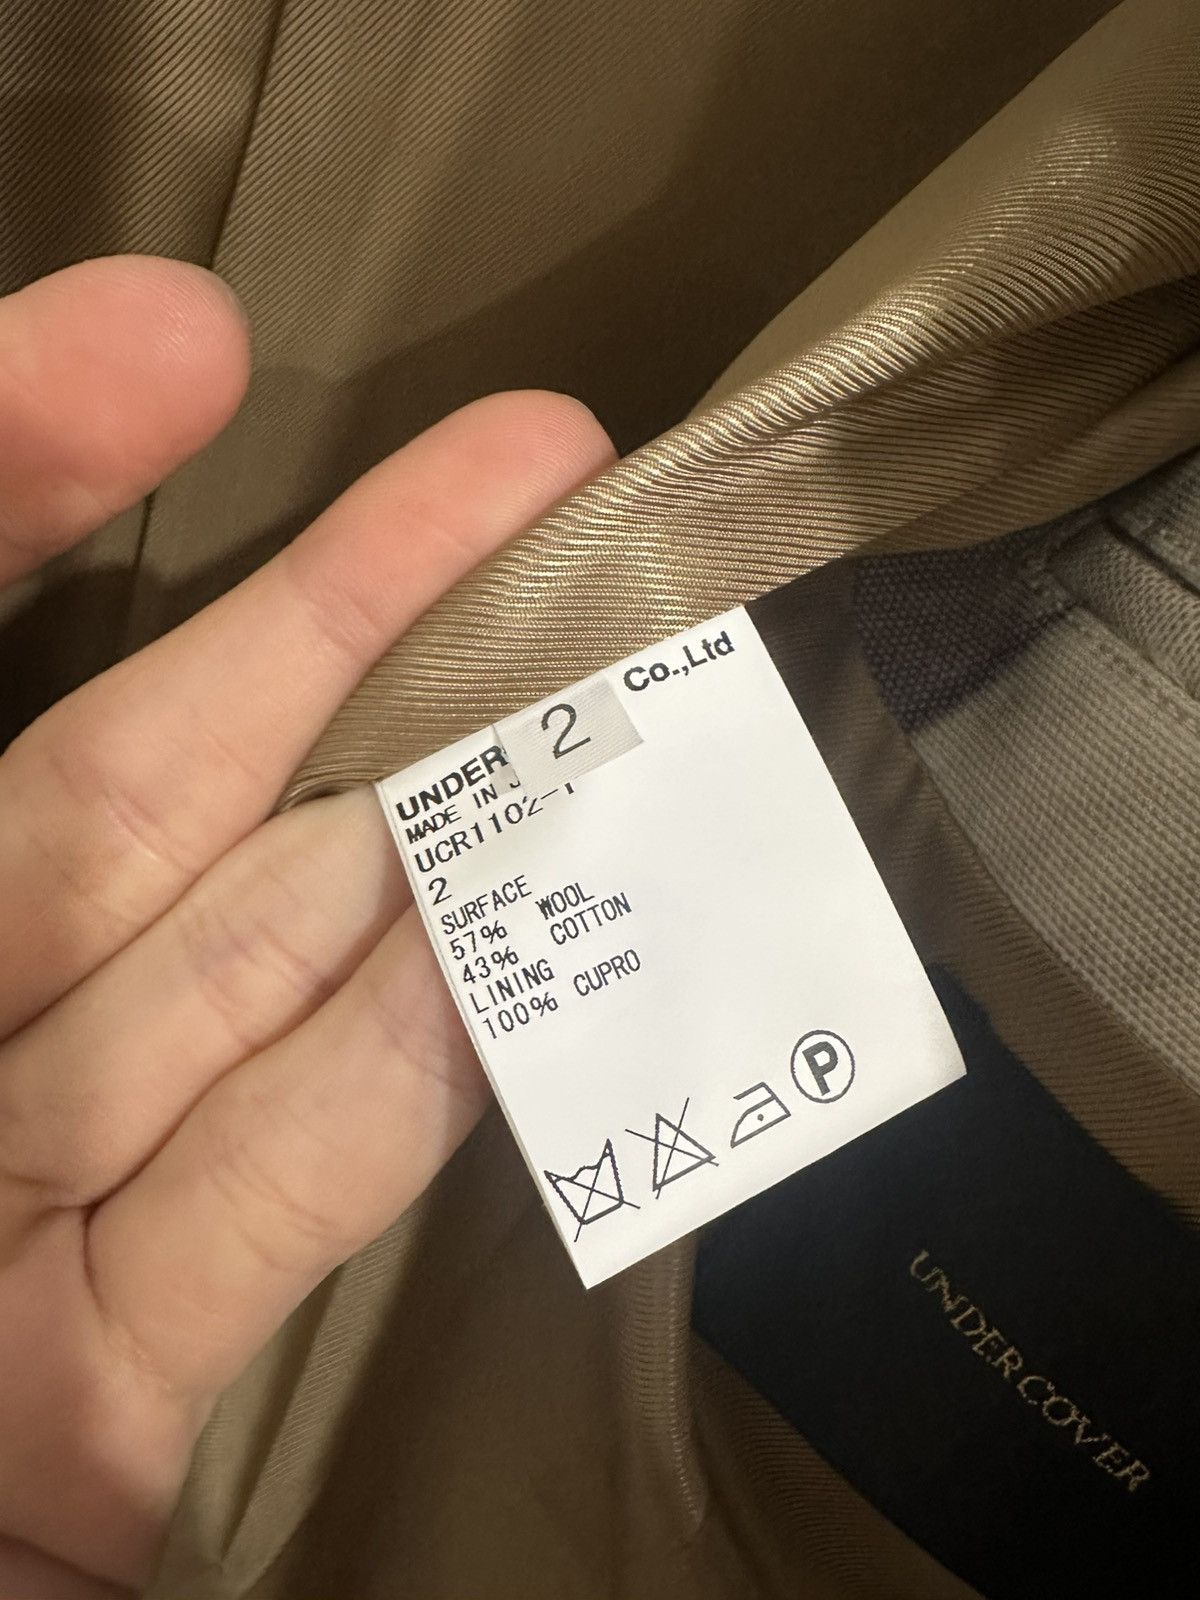 Co.,Ltd
2
UNDER
MADE IN J
UCR1102-1
2
SURFACE
57% WOOL
43% COTTON
LINING
100% CUPRO
P
UNDERCOVER